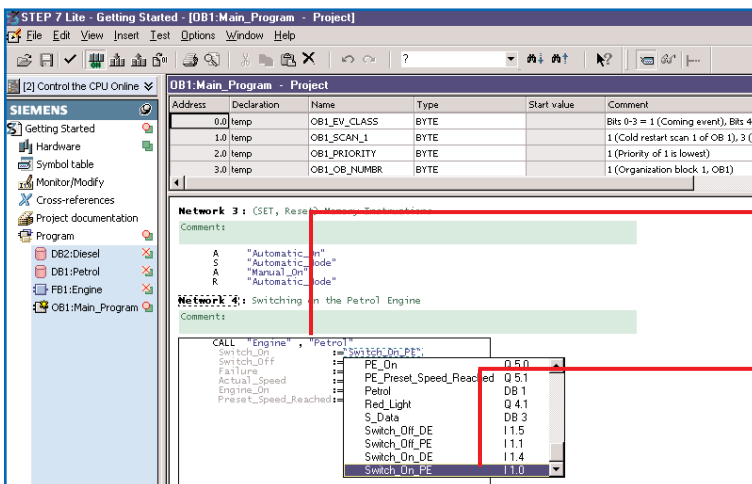 STEP 7 Lite - Getting Started - [OB1:Main_Program - Project]
File Edit View Insert Test Options Window Help
?
[2] Control the CPU Online
OB1:Main_Program - Project
SIEMENS
Getting Started
Hardware
Symbol table
Monitor/Modify
Cross-references
Project documentation
Program
DB2:Diesel
DB1:Petrol
FB1:Engine
OB1:Main_Program
Address Declaration Name Type Start value Comment
0.0 temp OB1_EV_CLASS BYTE Bits 0-3 = 1 (Coming event), Bits 4
1.0 temp OB1_SCAN_1 BYTE 1 (Cold restart scan 1 of OB 1), 3 (
2.0 temp OB1_PRIORITY BYTE 1 (Priority of 1 is lowest)
3.0 temp OB1_OB_NUMBR BYTE 1 (Organization block 1, OB1)
Network 3: (SET, Reset) Memory Instructions
Comment:
A "Automatic_On"
S "Automatic_Mode"
A "Manual_On"
R "Automatic_Mode"
Network 4: Switching on the Petrol Engine
Comment:
CALL "Engine" , "Petrol"
Switch_On :="Switch_On_PE"
Switch_Off :=
Failure :=
Actual_Speed :=
Engine_On :=
Preset_Speed_Reached:=
PE_On Q 5.0
PE_Preset_Speed_Reached Q 5.1
Petrol DB 1
Red_Light Q 4.1
S_Data DB 3
Switch_Off_DE I 1.5
Switch_Off_PE I 1.1
Switch_On_DE I 1.4
Switch_On_PE I 1.0